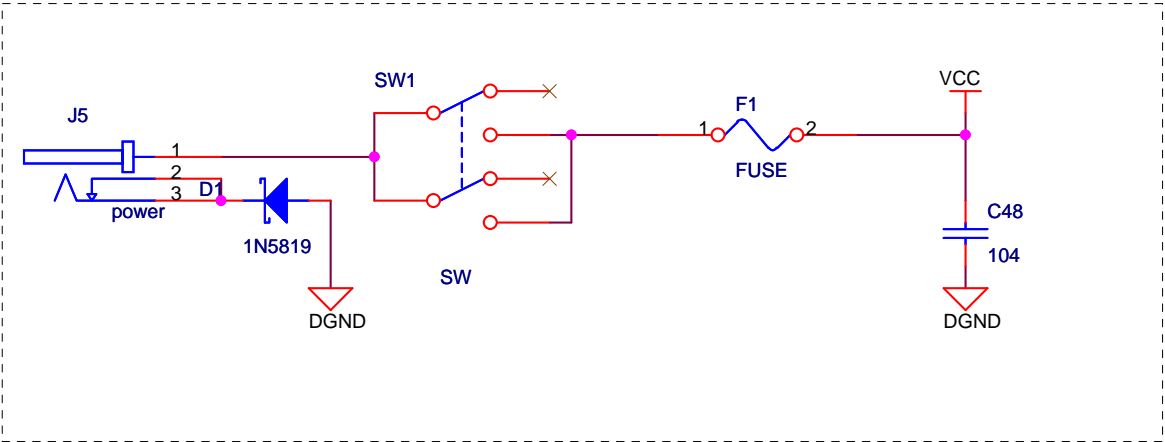 SW1
VCC
J5
F1
1
1
2
2
FUSE
3
D1
power
C48
1N5819
104
SW
DGND
DGND